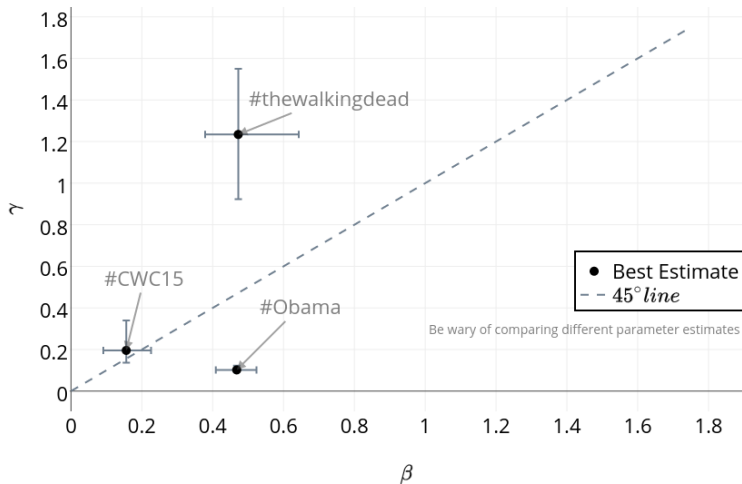 1.8
1.6
1.4
#thewalkingdead
1.2
1
γ
0.8
0.6
#CWC15
Best Estimate
45° line
0.4
#Obama
Be wary of comparing different parameter estimates
0.2
0
0 0.2 0.4 0.6 0.8 1 1.2 1.4 1.6 1.8
β